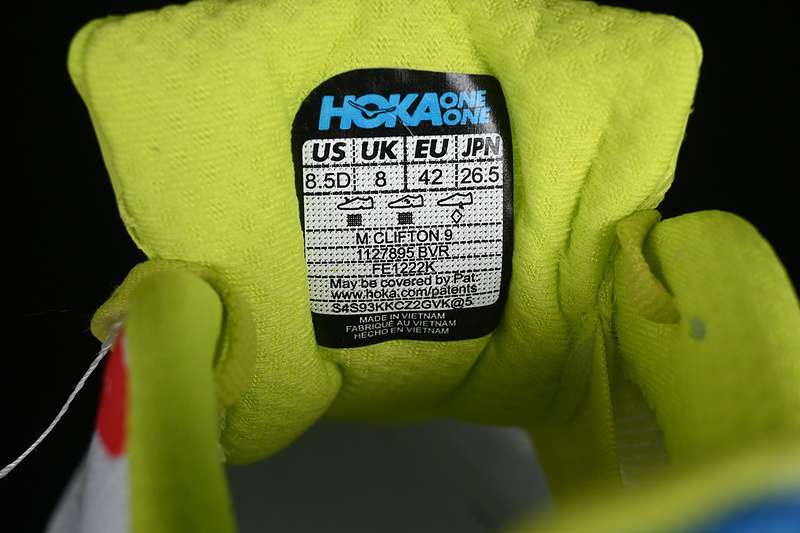 HOKA ONE ONE
US UK EU JPN
8.5D 8 42 26.5
M CLIFTON 9
1127895 BVR
FE1222K
May be covered by Pat.
www.hoka.com/patents
S4S93KKCZ2GVK@5
MADE IN VIETNAM
FABRIQUÉ AU VIETNAM
HECHO EN VIETNAM